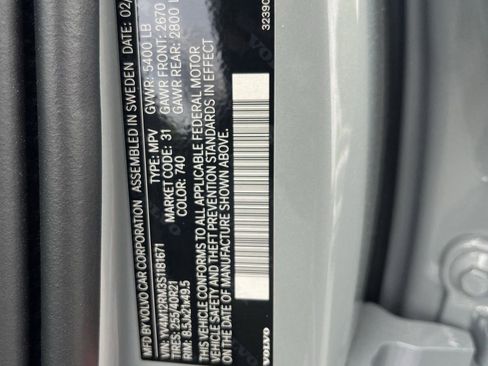 MFD BY VOLVO CAR CORPORATION ASSEMBLED IN SWEDEN DATE: 02/
GVWR: 5400 LB
GAWR FRONT: 2670
GAWR REAR: 2800 L
VIN: YV4M12RM3S1181671 TYPE: MPV
TIRES: 255/40R21 MARKET CODE: 31
RIM: 8.5Jx21x49.5 COLOR: 740
THIS VEHICLE CONFORMS TO ALL APPLICABLE FEDERAL MOTOR
VEHICLE SAFETY AND THEFT PREVENTION STANDARDS IN EFFECT
ON THE DATE OF MANUFACTURE SHOWN ABOVE.
VOLVO